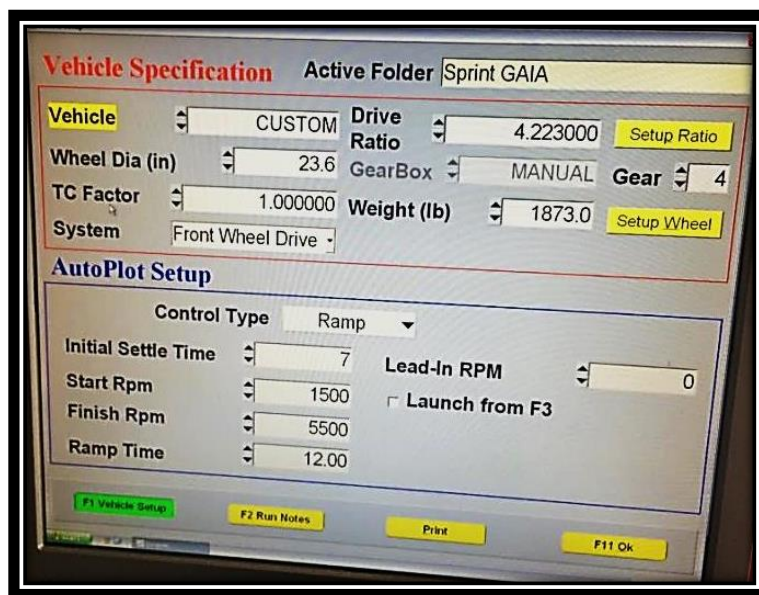 Vehicle Specification Active Folder Sprint GAIA
Vehicle CUSTOM Drive Ratio 4.223000 Setup Ratio
Wheel Dia (in) 23.6 GearBox MANUAL Gear 4
TC Factor 1.000000 Weight (lb) 1873.0 Setup Wheel
System Front Wheel Drive
AutoPlot Setup
Control Type Ramp
Initial Settle Time 7 Lead-In RPM 0
Start Rpm 1500 Launch from F3
Finish Rpm 5500
Ramp Time 12.00
F1 Vehicle Setup F2 Run Notes Print F11 Ok